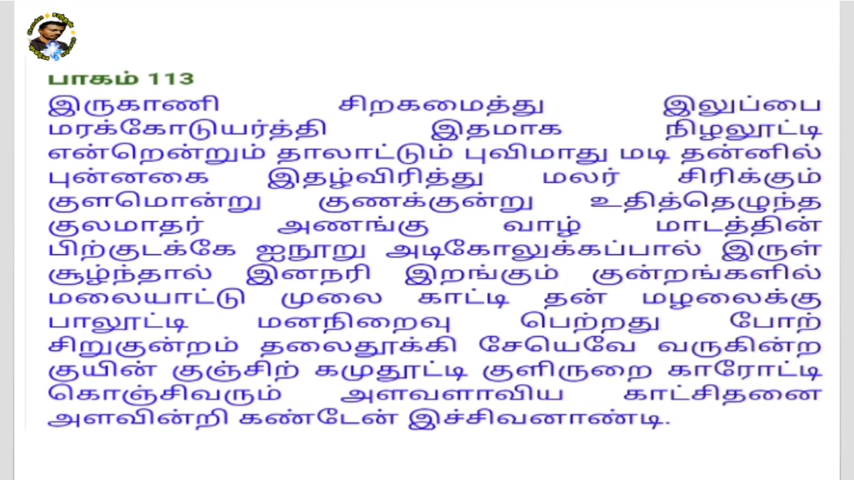 பாகம் 113
இருகாணி சிறகமைத்து இலுப்பை
மரக்கோடுயர்த்தி இதமாக நிழலூட்டி
என்றென்றும் தாலாட்டும் புவிமாது மடி தன்னில்
புன்னகை இதழ்விரித்து மலர் சிரிக்கும்
குளமொன்று குணக்குன்று உதித்தெழுந்த
குலமாதர் அணங்கு வாழ் மாடத்தின்
பிற்குடக்கே ஐநூறு அடிகோலுக்கப்பால் இருள்
சூழ்ந்தால் இனநரி இறங்கும் குன்றங்களில்
மலையாட்டு முலை காட்டி தன் மழலைக்கு
பாலூட்டி மனநிறைவு பெற்றது போற்
சிறுகுன்றம் தலைதூக்கி சேயெவே வருகின்ற
குயின் குஞ்சிற் கமுதூட்டி குளிருறை காரோட்டி
கொஞ்சிவரும் அளவளாவிய காட்சிதனை
அளவின்றி கண்டேன் இச்சிவனாண்டி.